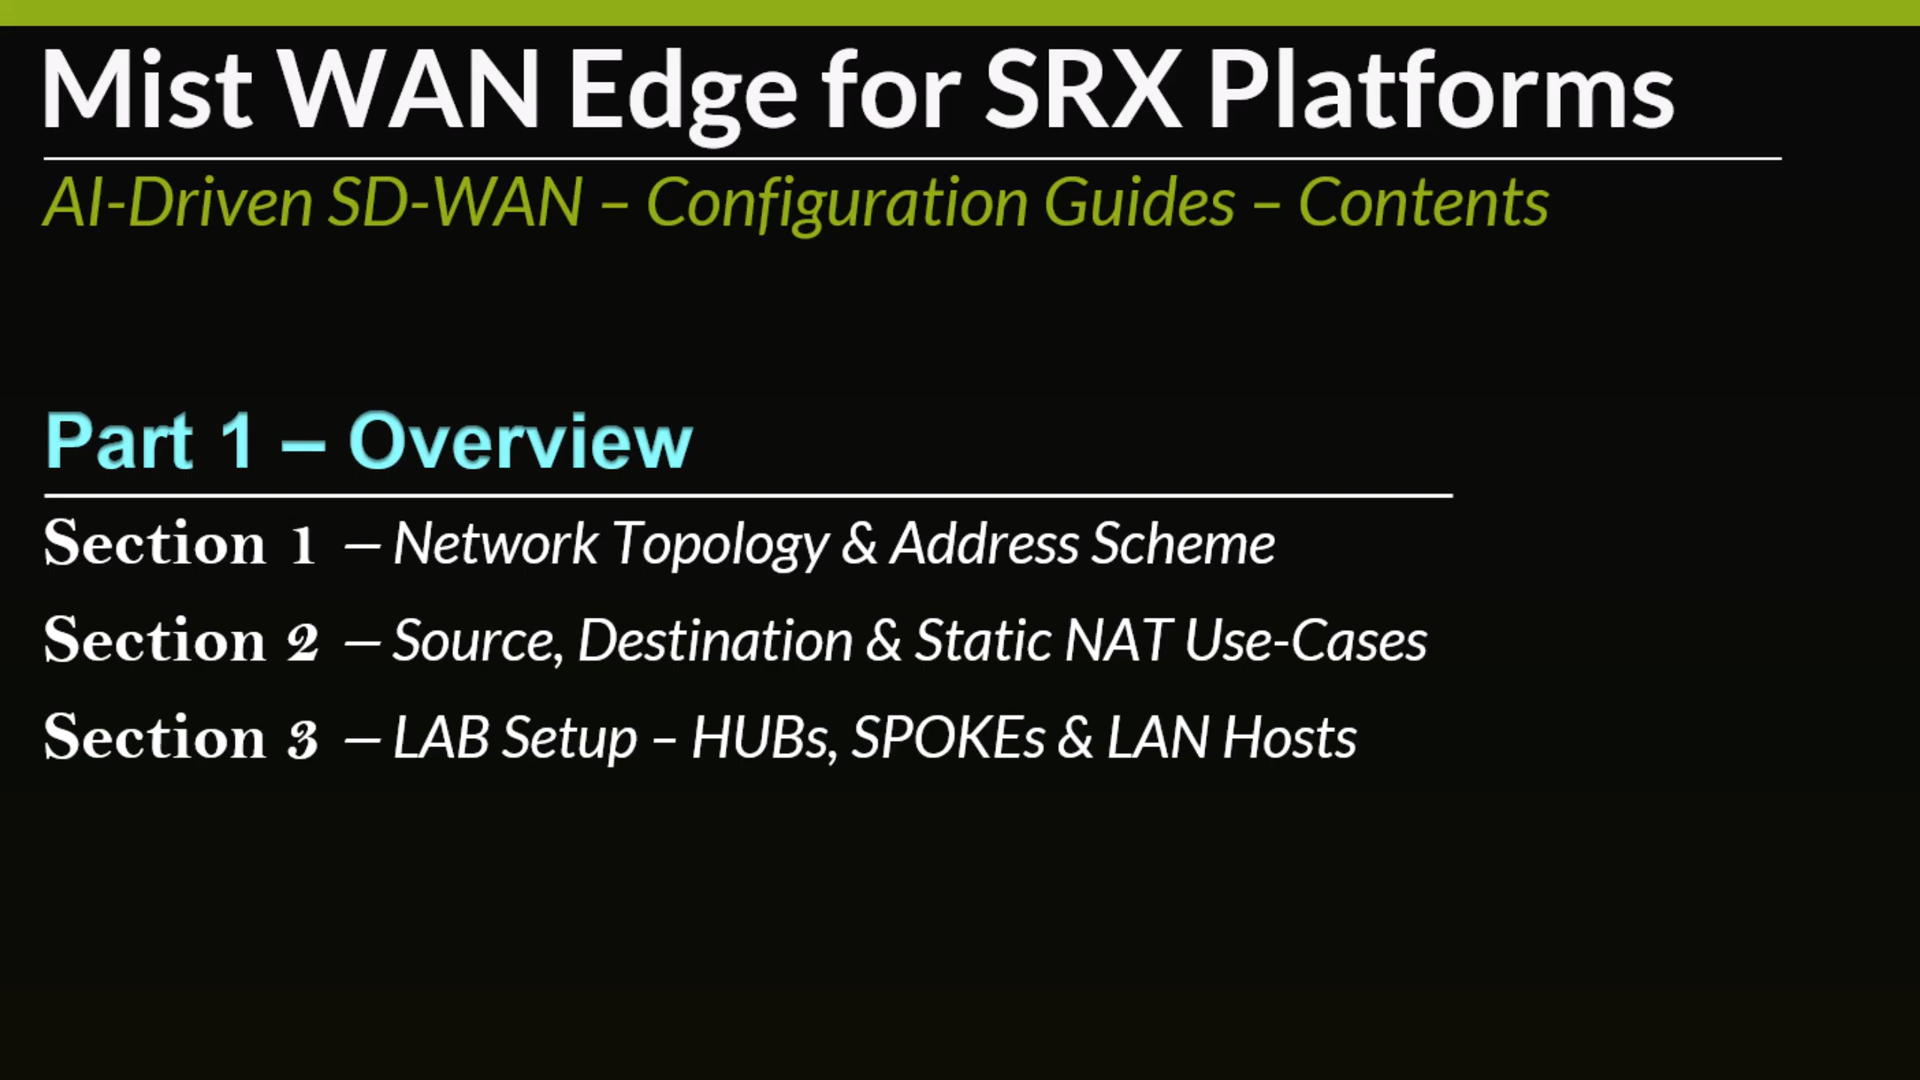 Mist WAN Edge for SRX Platforms
AI-Driven SD-WAN – Configuration Guides – Contents
Part 1 – Overview
Section 1 – Network Topology & Address Scheme
Section 2 – Source, Destination & Static NAT Use-Cases
Section 3 – LAB Setup – HUBs, SPOKEs & LAN Hosts